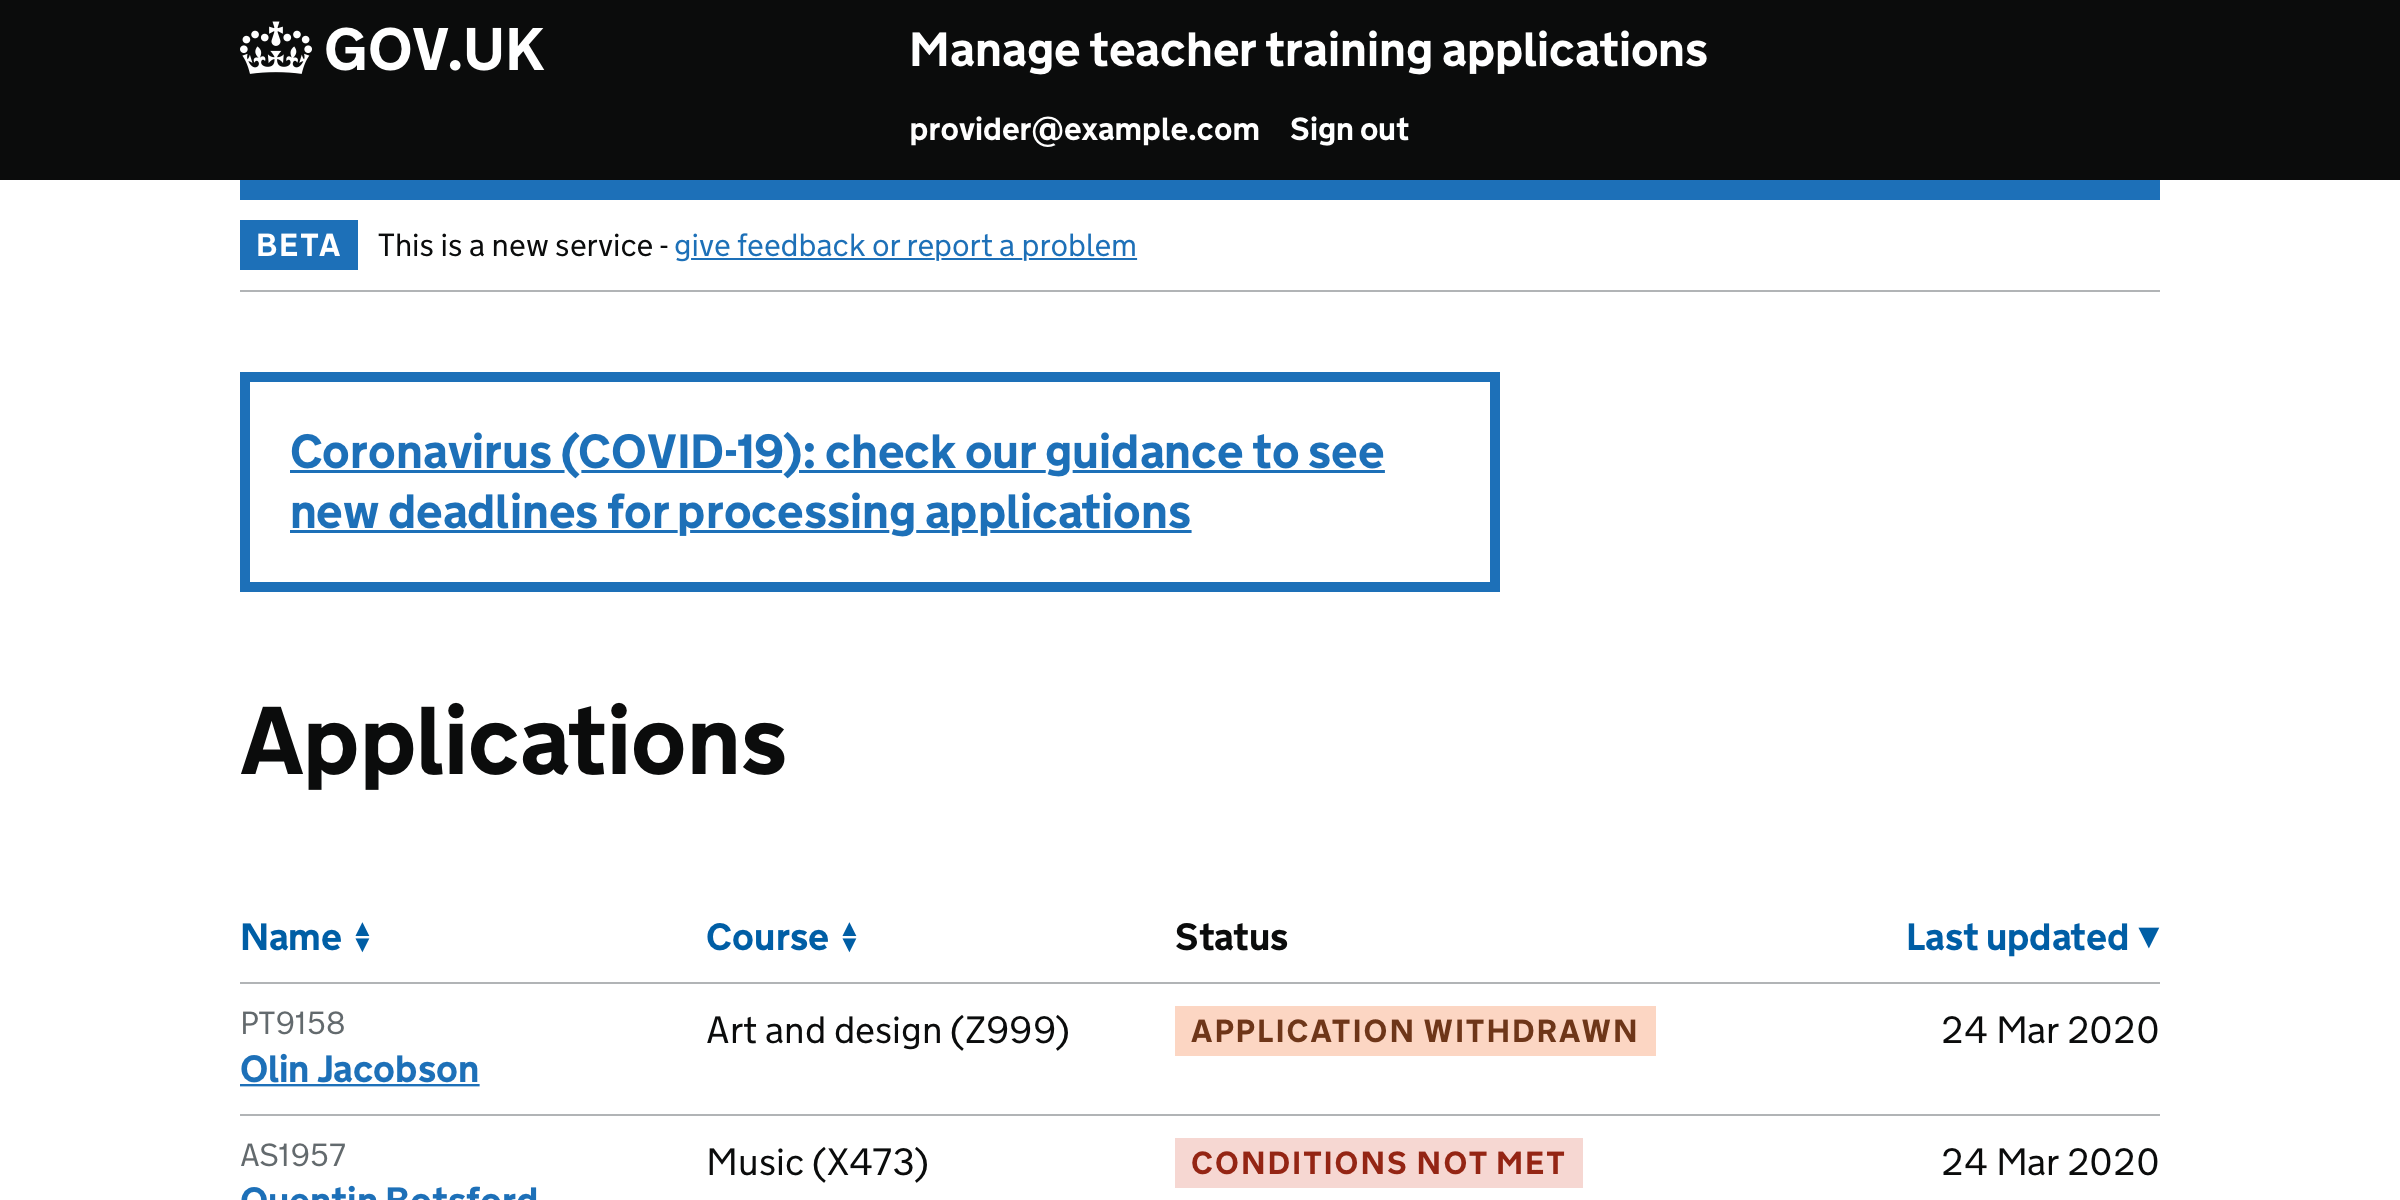 GOV.UK
Manage teacher training applications
provider@example.com Sign out
BETA This is a new service - give feedback or report a problem
Coronavirus (COVID-19): check our guidance to see
new deadlines for processing applications
Applications
Name Course Status Last updated
PT9158
Olin Jacobson
Art and design (Z999)
APPLICATION WITHDRAWN
24 Mar 2020
AS1957
Quentin Botsford
Music (X473)
CONDITIONS NOT MET
24 Mar 2020